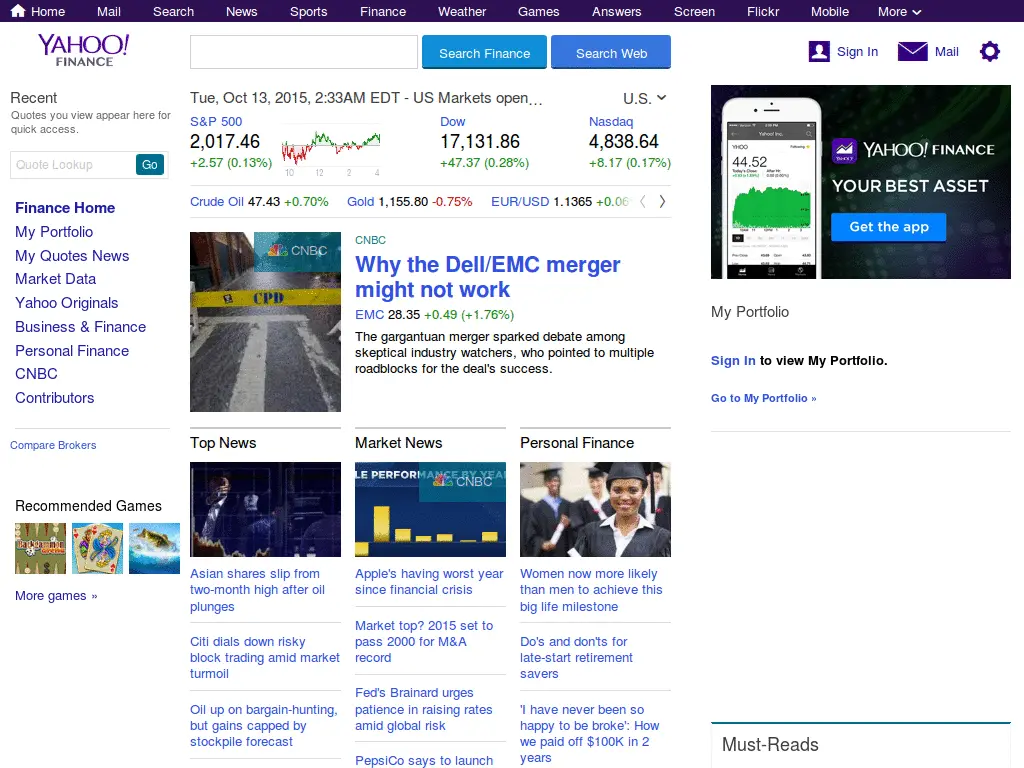 Home Mail Search News Sports Finance Weather Games Answers Screen Flickr Mobile More
YAHOO!
FINANCE
Search Finance
Search Web
Sign In
Mail
Recent
Quotes you view appear here for
quick access.
Quote Lookup
Go
Finance Home
My Portfolio
My Quotes News
Market Data
Yahoo Originals
Business & Finance
Personal Finance
CNBC
Contributors
Compare Brokers
Recommended Games
More games »
Tue, Oct 13, 2015, 2:33AM EDT - US Markets open…
U.S.
S&P 500
2,017.46
+2.57 (0.13%)
10 12 2 4
Dow
17,131.86
+47.37 (0.28%)
Nasdaq
4,838.64
+8.17 (0.17%)
Crude Oil 47.43 +0.70%
Gold 1,155.80 -0.75%
EUR/USD 1.1365 +0.06
CNBC
CPD
CNBC
Why the Dell/EMC merger
might not work
EMC 28.35 +0.49 (+1.76%)
The gargantuan merger sparked debate among
skeptical industry watchers, who pointed to multiple
roadblocks for the deal's success.
Top News
Asian shares slip from
two-month high after oil
plunges
Citi dials down risky
block trading amid market
turmoil
Oil up on bargain-hunting,
but gains capped by
stockpile forecast
Market News
LE PERFORMANCE BY YEA
CNBC
Apple's having worst year
since financial crisis
Market top? 2015 set to
pass 2000 for M&A
record
Fed's Brainard urges
patience in raising rates
amid global risk
PepsiCo says to launch
Personal Finance
Women now more likely
than men to achieve this
big life milestone
Do's and don'ts for
late-start retirement
savers
'I have never been so
happy to be broke': How
we paid off $100K in 2
years
Yahoo! Inc.
YHOO
Following
44.52
YAHOO! FINANCE
YOUR BEST ASSET
Get the app
My Portfolio
Sign In to view My Portfolio.
Go to My Portfolio »
Must-Reads